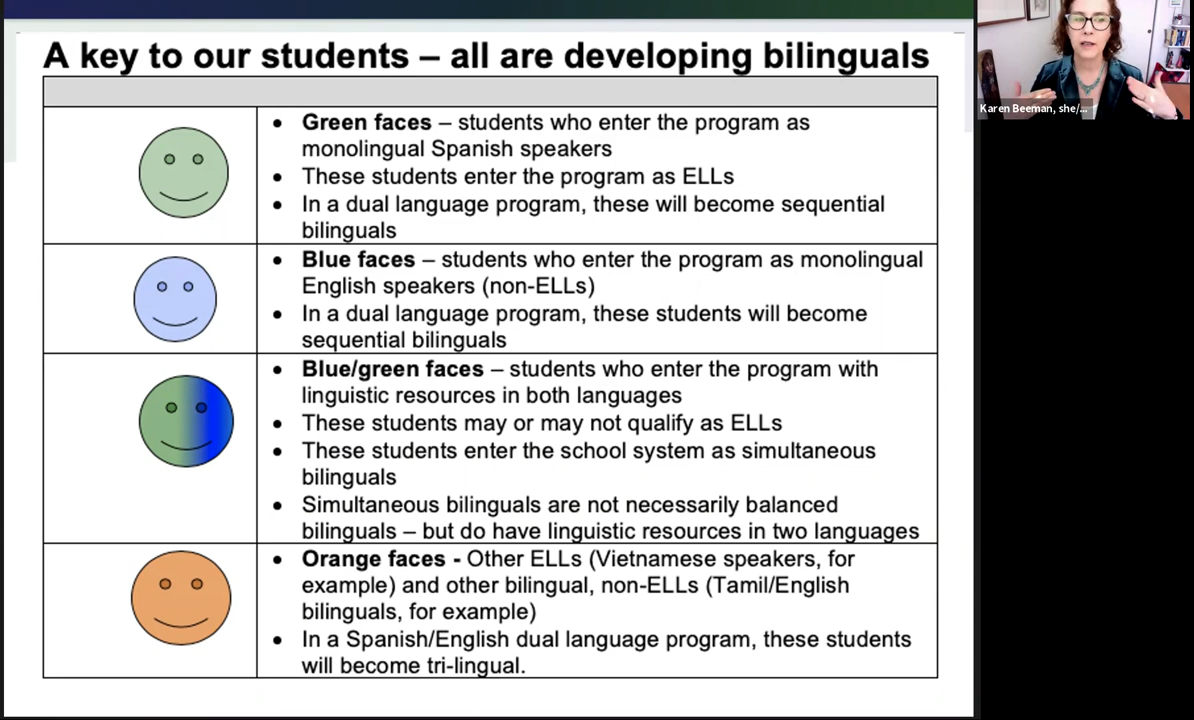 A key to our students – all are developing bilinguals
• Green faces – students who enter the program as
monolingual Spanish speakers
• These students enter the program as ELLs
• In a dual language program, these will become sequential
bilinguals
• Blue faces – students who enter the program as monolingual
English speakers (non-ELLs)
• In a dual language program, these students will become
sequential bilinguals
• Blue/green faces – students who enter the program with
linguistic resources in both languages
• These students may or may not qualify as ELLs
• These students enter the school system as simultaneous
bilinguals
• Simultaneous bilinguals are not necessarily balanced
bilinguals – but do have linguistic resources in two languages
• Orange faces - Other ELLs (Vietnamese speakers, for
example) and other bilingual, non-ELLs (Tamil/English
bilinguals, for example)
• In a Spanish/English dual language program, these students
will become tri-lingual.
Karen Beeman, she/...